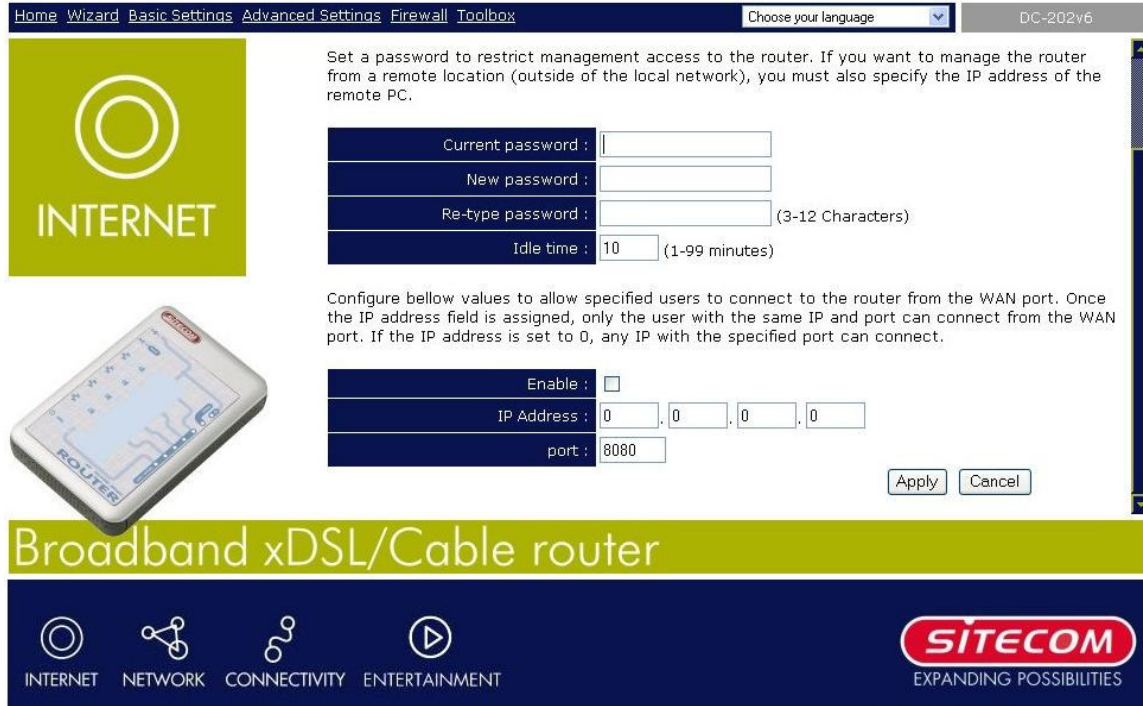 Home Wizard Basic Settings Advanced Settings Firewall Toolbox
Choose your language
DC-202v6
Set a password to restrict management access to the router. If you want to manage the router
from a remote location (outside of the local network), you must also specify the IP address of the
remote PC.
Current password :
New password :
Re-type password : (3-12 Characters)
Idle time : 10 (1-99 minutes)
INTERNET
Configure bellow values to allow specified users to connect to the router from the WAN port. Once
the IP address field is assigned, only the user with the same IP and port can connect from the WAN
port. If the IP address is set to 0, any IP with the specified port can connect.
Enable :
IP Address : 0 . 0 . 0 . 0
port : 8080
Apply Cancel
SITECOM
ROUTER
Broadband xDSL/Cable router
INTERNET NETWORK CONNECTIVITY ENTERTAINMENT
SITECOM
EXPANDING POSSIBILITIES